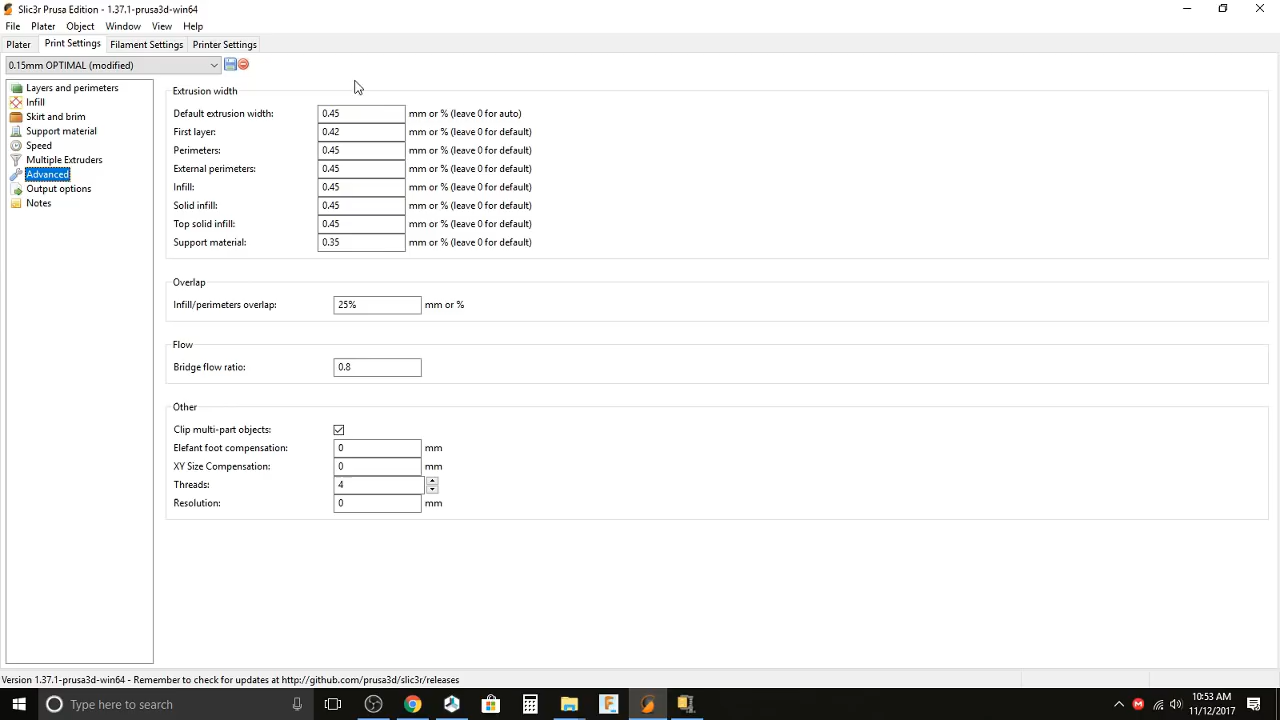 Slic3r Prusa Edition - 1.37.1-prusa3d-win64
File Plater Object Window View Help
Plater Print Settings Filament Settings Printer Settings
0.15mm OPTIMAL (modified)
Layers and perimeters
Infill
Skirt and brim
Support material
Speed
Multiple Extruders
Advanced
Output options
Notes
Extrusion width
Default extrusion width: 0.45 mm or % (leave 0 for auto)
First layer: 0.42 mm or % (leave 0 for default)
Perimeters: 0.45 mm or % (leave 0 for default)
External perimeters: 0.45 mm or % (leave 0 for default)
Infill: 0.45 mm or % (leave 0 for default)
Solid infill: 0.45 mm or % (leave 0 for default)
Top solid infill: 0.45 mm or % (leave 0 for default)
Support material: 0.35 mm or % (leave 0 for default)
Overlap
Infill/perimeters overlap: 25% mm or %
Flow
Bridge flow ratio: 0.8
Other
Clip multi-part objects:
Elefant foot compensation: 0 mm
XY Size Compensation: 0 mm
Threads: 4
Resolution: 0 mm
Version 1.37.1-prusa3d-win64 - Remember to check for updates at http://github.com/prusa3d/slic3r/releases
Type here to search
10:53 AM
11/12/2017